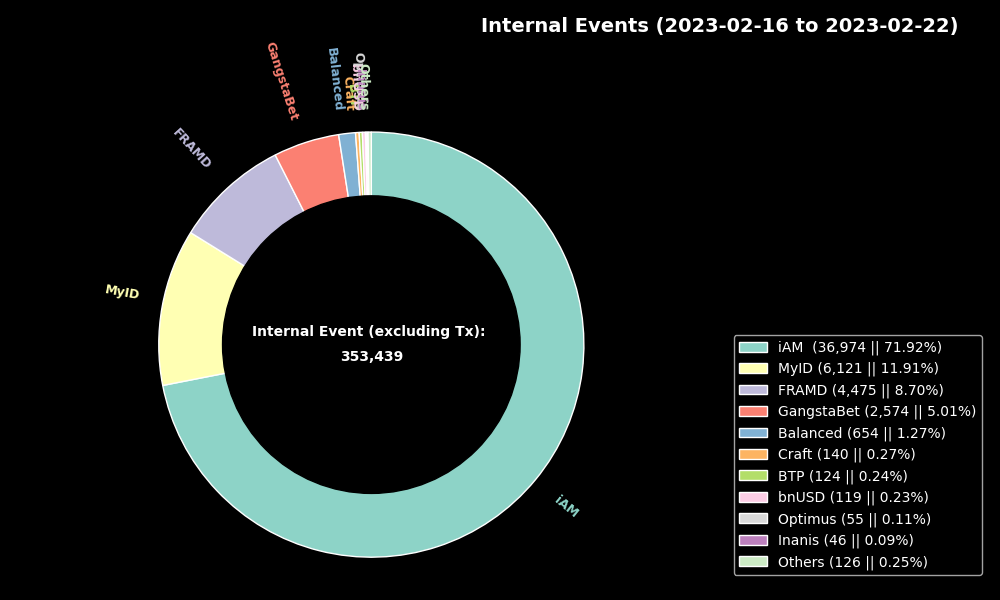 Internal Events (2023-02-16 to 2023-02-22)
GangstaBet
Balanced
Craft
Others
FRAMD
MyID
iAM
Internal Event (excluding Tx):
353,439
iAM (36,974 || 71.92%)
MyID (6,121 || 11.91%)
FRAMD (4,475 || 8.70%)
GangstaBet (2,574 || 5.01%)
Balanced (654 || 1.27%)
Craft (140 || 0.27%)
BTP (124 || 0.24%)
bnUSD (119 || 0.23%)
Optimus (55 || 0.11%)
Inanis (46 || 0.09%)
Others (126 || 0.25%)